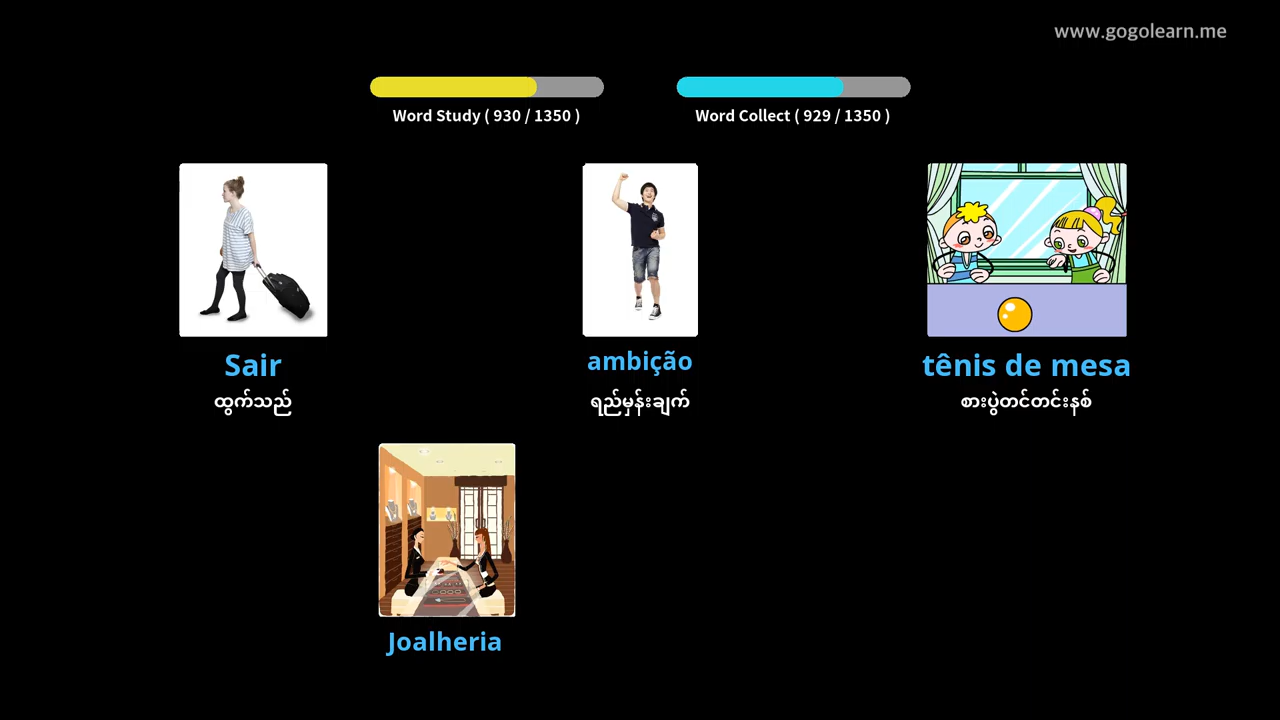 www.gogolearn.me
Word Study ( 930 / 1350 )
Word Collect ( 929 / 1350 )
Sair
ambição
tênis de mesa
ထွက်သည်
ရည်မှန်းချက်
စားပွဲတင်တင်းနစ်
Joalheria